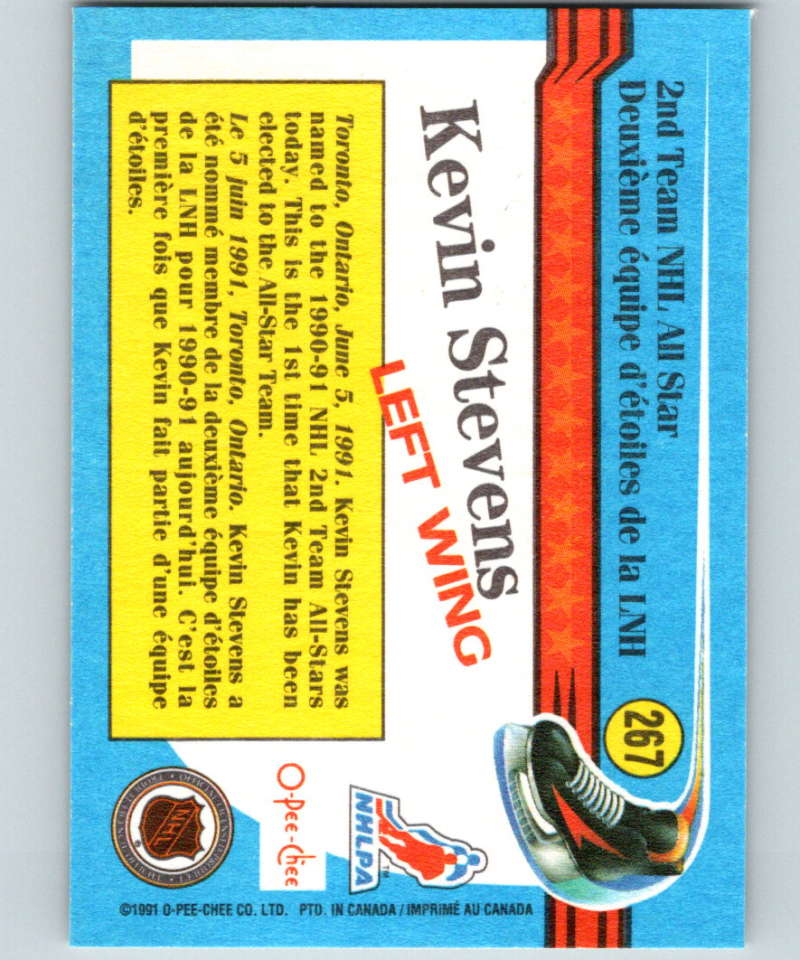 2nd Team NHL All Star
Deuxième équipe d'étoiles de la LNH
267
Kevin Stevens
LEFT WING
Toronto, Ontario, June 5, 1991. Kevin Stevens was
named to the 1990-91 NHL 2nd Team All-Stars
today. This is the 1st time that Kevin has been
elected to the All-Star Team.
Le 5 juin 1991, Toronto, Ontario. Kevin Stevens a
été nommé membre de la deuxième équipe d'étoiles
de la LNH pour 1990-91 aujourd'hui. C'est la
première fois que Kevin fait partie d'une équipe
d'étoiles.
NHL
O-Pee-Chee
NHLPA
TM
©1991 O-PEE-CHEE CO. LTD. PTD. IN CANADA / IMPRIMÉ AU CANADA